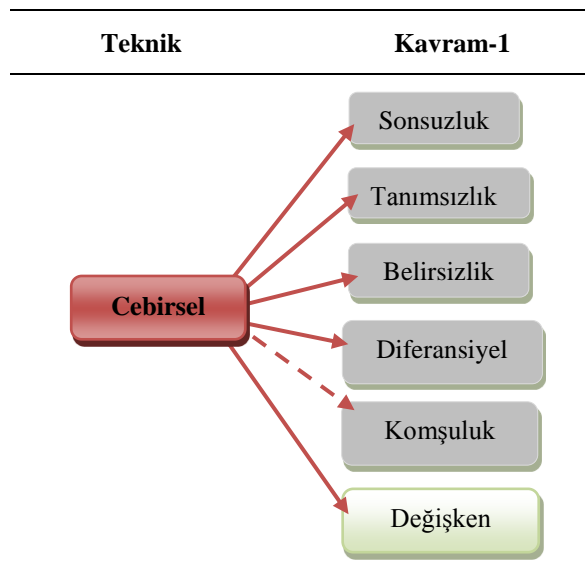 Teknik Kavram-1
Sonsuzluk
Tanımsızlık
Belirsizlik
Cebirsel
Diferansiyel
Komşuluk
Değişken